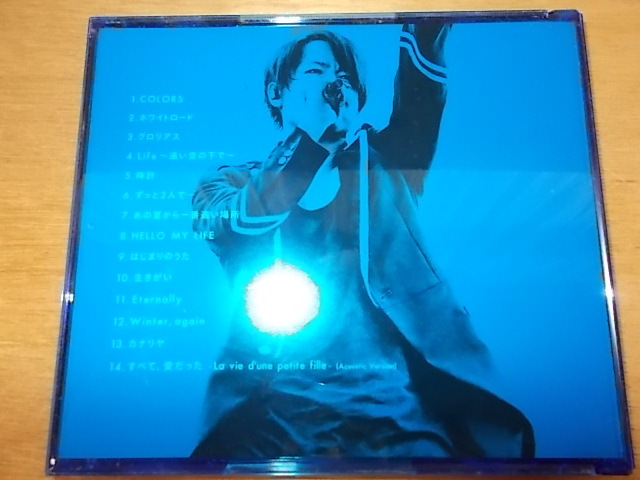 1. COLORS
2. ホワイトロード
3. グロリアス
4. Life ～遠い空の下で～
5. 時計
6. ずっと2人で…
7. あの夏から一番遠い場所
8. HELLO MY LIFE
9. はじまりのうた
10. 生きがい
11. Eternally
12. Winter, again
13. カナリヤ
14. すべて、愛だった -La vie d'une petite fille- (Acoustic Version)